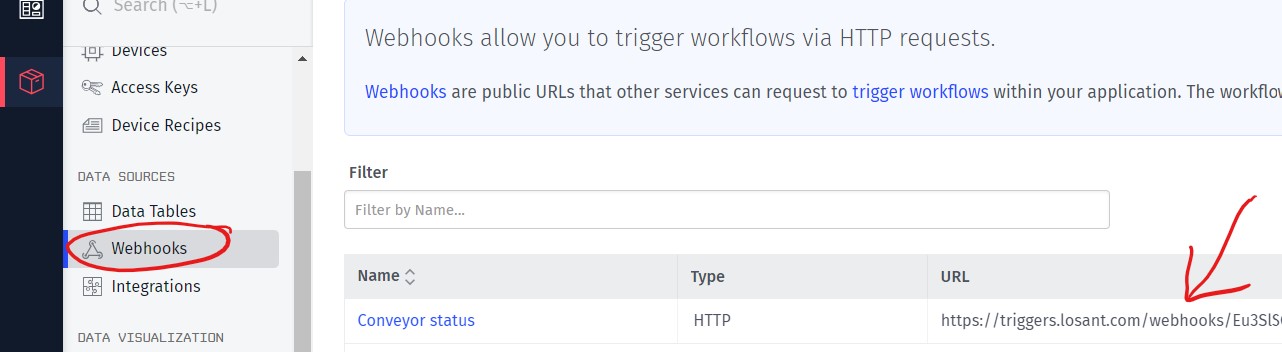 Search (⌥+L)
Devices
Access Keys
Device Recipes
DATA SOURCES
Data Tables
Webhooks
Integrations
DATA VISUALIZATION
Webhooks allow you to trigger workflows via HTTP requests.
Webhooks are public URLs that other services can request to trigger workflows within your application. The
Filter
Filter by Name...
Name Type URL
Conveyor status HTTP https://triggers.losant.com/webhooks/Eu3SlS